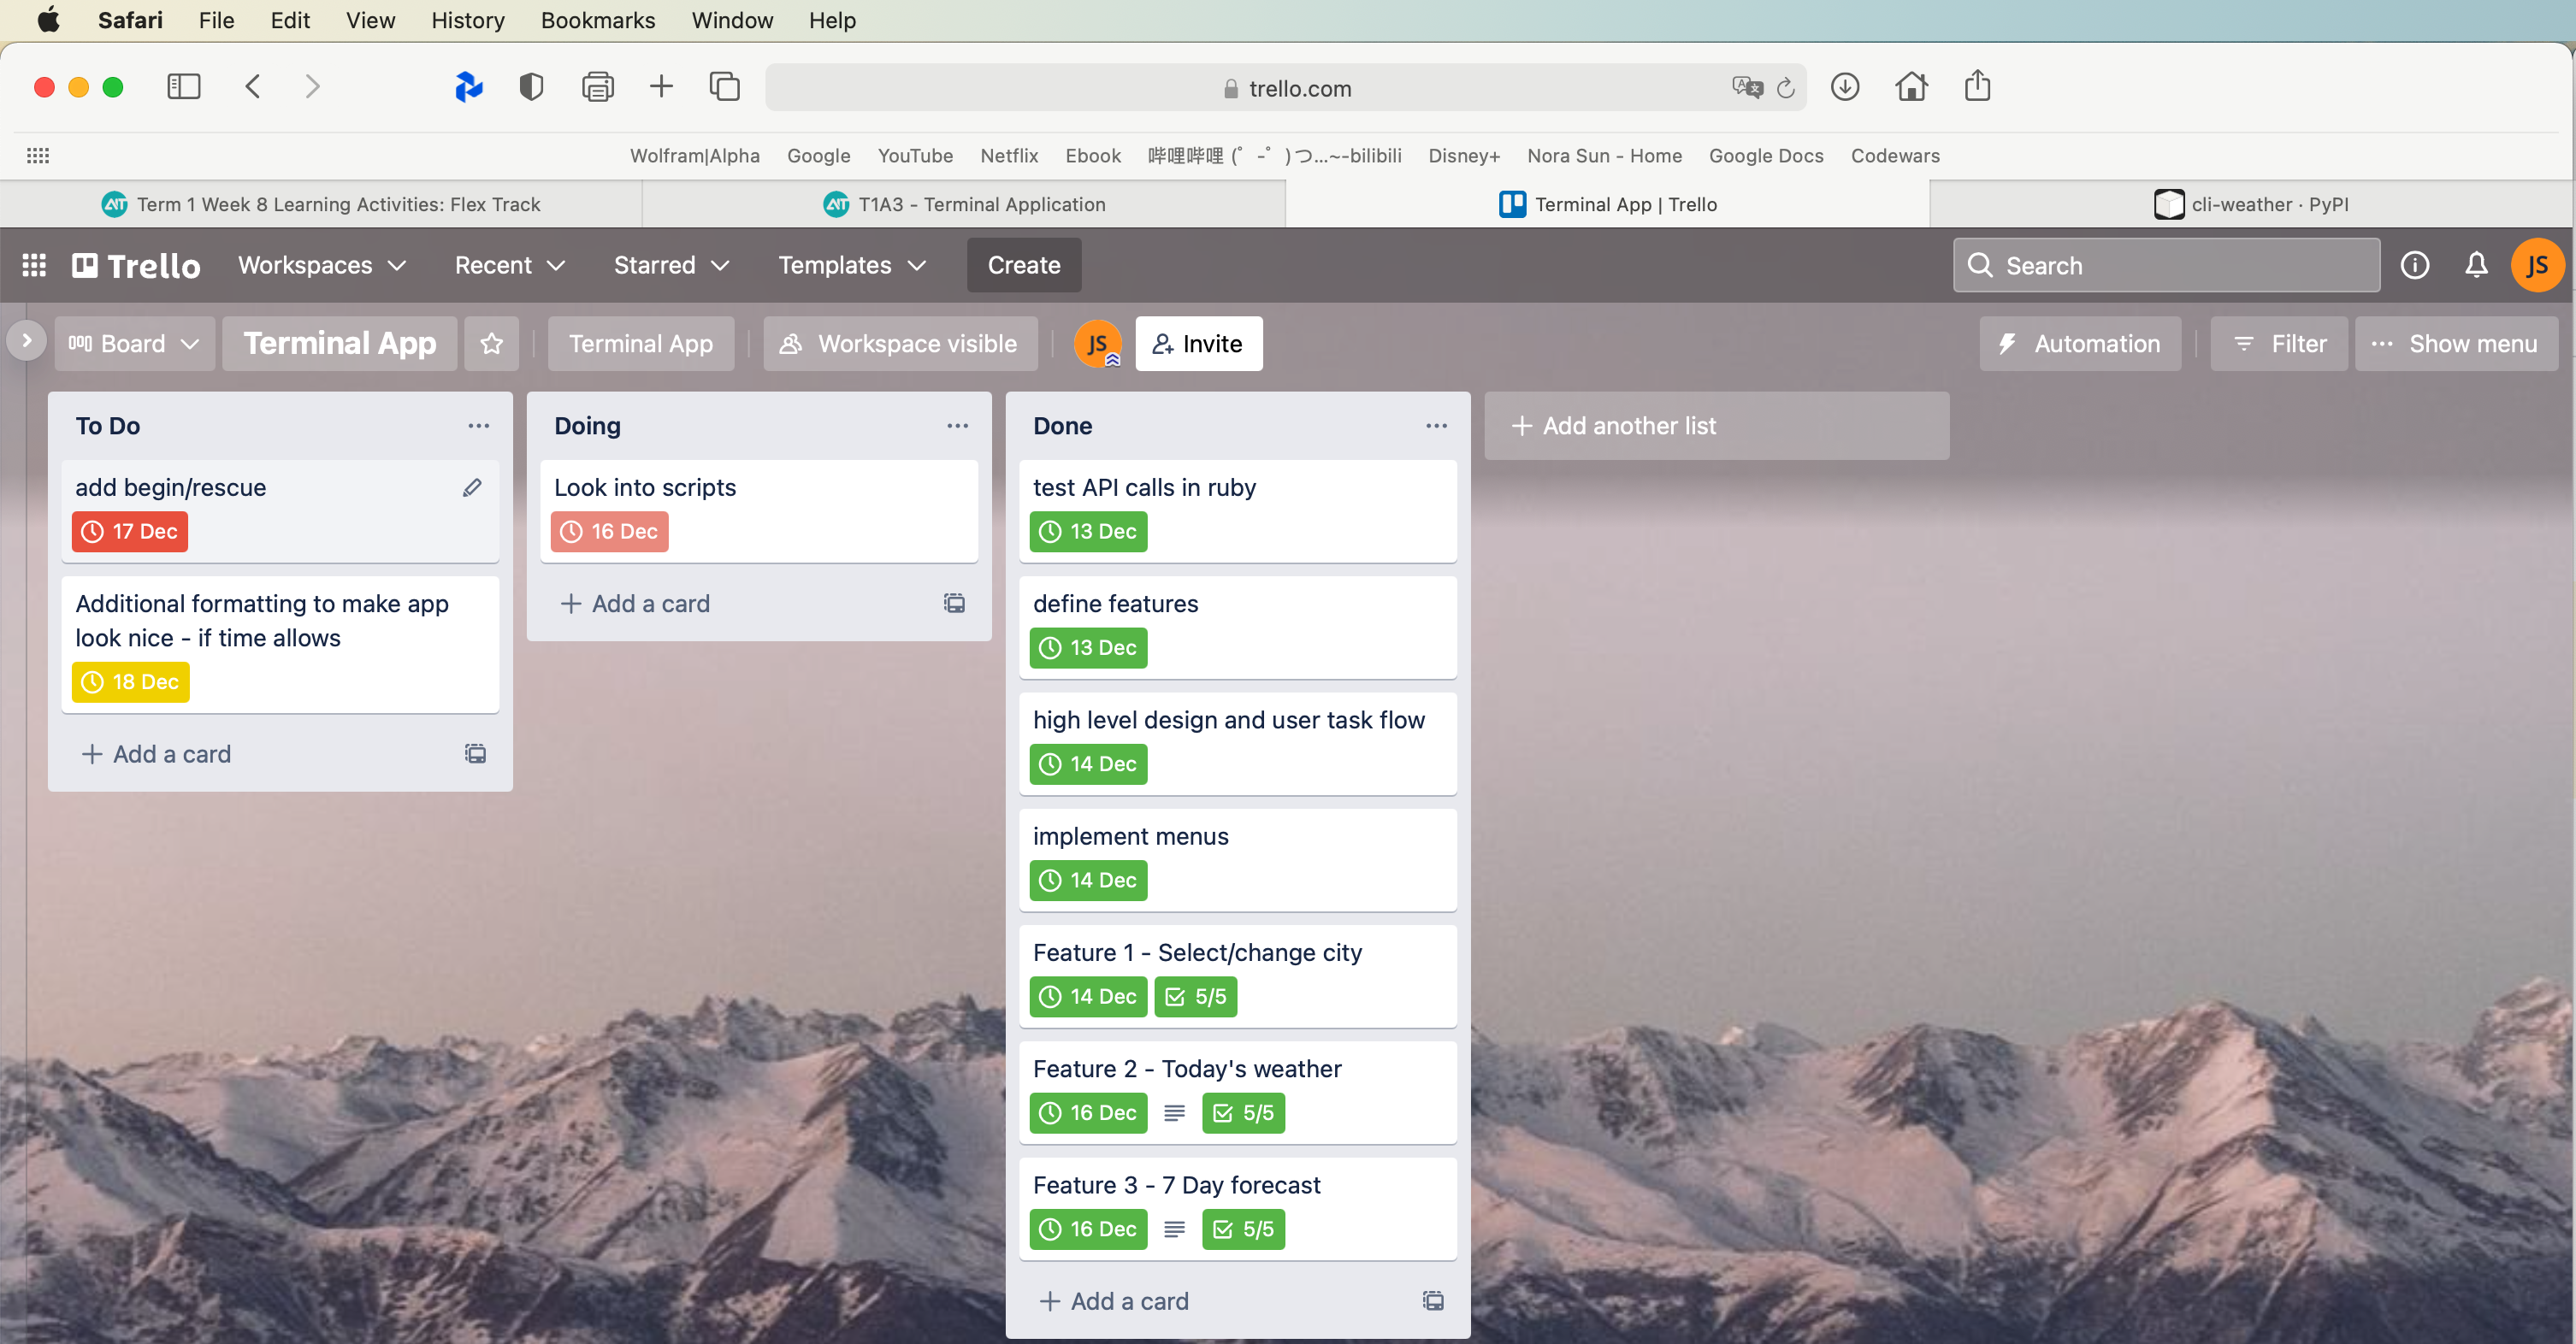 Safari File Edit View History Bookmarks Window Help
trello.com
Wolfram|Alpha Google YouTube Netflix Ebook 哔哩哔哩 (゜-゜)つ...~-bilibili Disney+ Nora Sun - Home Google Docs Codewars
Term 1 Week 8 Learning Activities: Flex Track
T1A3 - Terminal Application
Terminal App | Trello
cli-weather · PyPI
Trello Workspaces Recent Starred Templates Create Search JS
Board Terminal App Terminal App Workspace visible JS Invite Automation Filter Show menu
To Do
add begin/rescue
17 Dec
Additional formatting to make app
look nice - if time allows
18 Dec
Add a card
Doing
Look into scripts
16 Dec
Add a card
Done
test API calls in ruby
13 Dec
define features
13 Dec
high level design and user task flow
14 Dec
implement menus
14 Dec
Feature 1 - Select/change city
14 Dec 5/5
Feature 2 - Today's weather
16 Dec 5/5
Feature 3 - 7 Day forecast
16 Dec 5/5
Add a card
Add another list